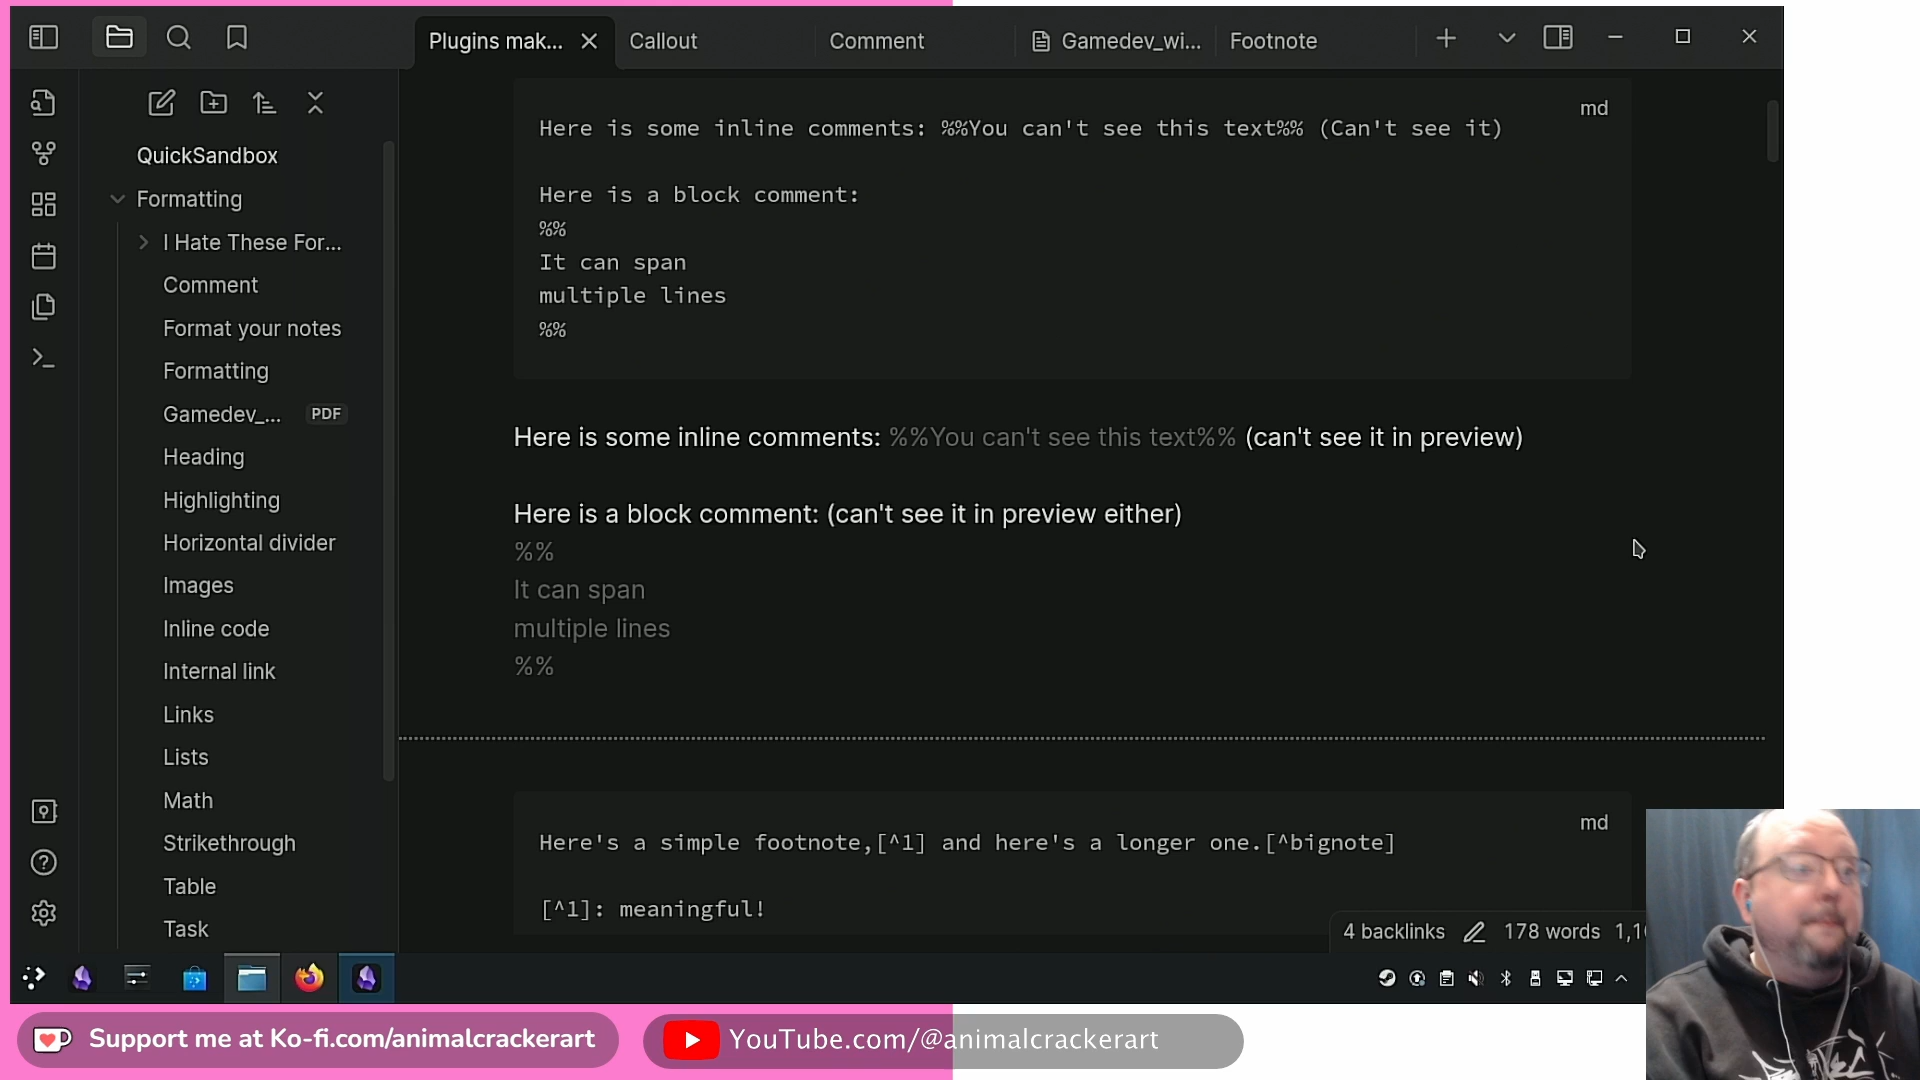 Plugins mak...
Callout
Comment
Gamedev_wi...
Footnote
QuickSandbox
Formatting
I Hate These For...
Comment
Format your notes
Formatting
Gamedev_... PDF
Heading
Highlighting
Horizontal divider
Images
Inline code
Internal link
Links
Lists
Math
Strikethrough
Table
Task
md
Here is some inline comments: %%You can't see this text%% (Can't see it)
Here is a block comment:
%%
It can span
multiple lines
%%
Here is some inline comments: %%You can't see this text%% (can't see it in preview)
Here is a block comment: (can't see it in preview either)
%%
It can span
multiple lines
%%
md
Here's a simple footnote,[^1] and here's a longer one.[^bignote]
[^1]: meaningful!
4 backlinks 178 words 1,1
Support me at Ko-fi.com/animalcrackerart
YouTube.com/@animalcrackerart